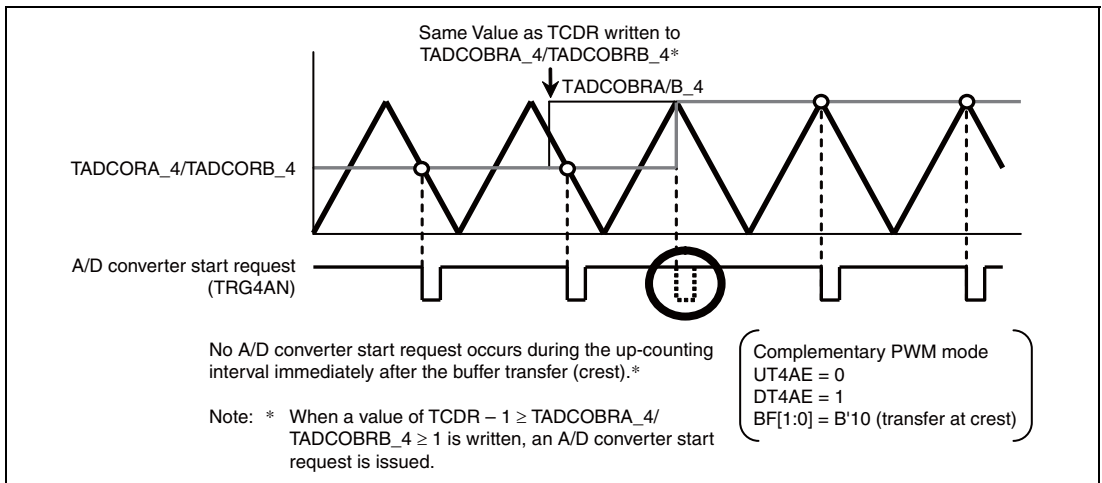 Same Value as TCDR written to
TADCOBRA_4/TADCOBRB_4*
TADCOBRA/B_4
TADCORA_4/TADCORB_4
A/D converter start request
(TRG4AN)
No A/D converter start request occurs during the up-counting
interval immediately after the buffer transfer (crest).*
Note: * When a value of TCDR – 1 ≥ TADCOBRA_4/
TADCOBRB_4 ≥ 1 is written, an A/D converter start
request is issued.
Complementary PWM mode
UT4AE = 0
DT4AE = 1
BF[1:0] = B'10 (transfer at crest)